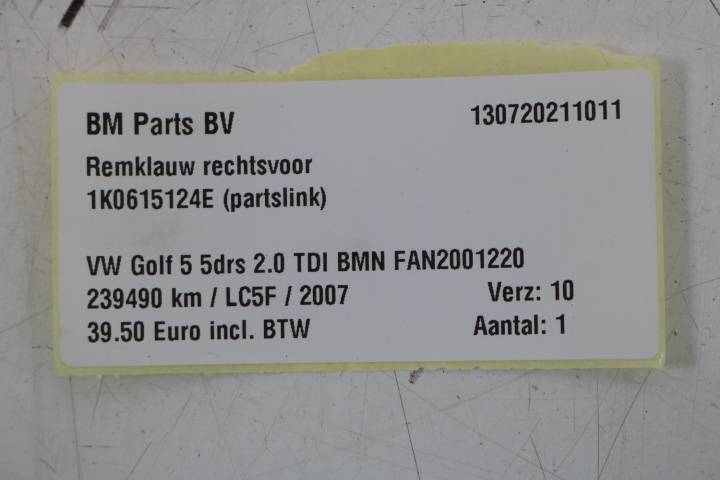 BM Parts BV 130720211011
Remklauw rechtsvoor
1K0615124E (partslink)
VW Golf 5 5drs 2.0 TDI BMN FAN2001220
239490 km / LC5F / 2007 Verz: 10
39.50 Euro incl. BTW Aantal: 1